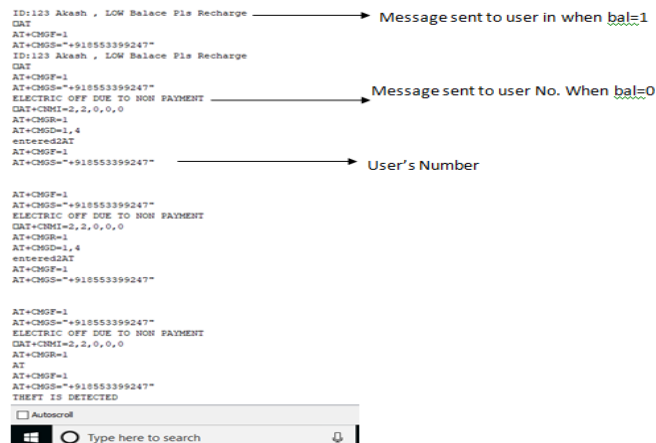 ID:123 Akash , LOW Balace Pls Recharge
Message sent to user in when bal=1
□AT
AT+CMGF=1
AT+CMGS="+918553399247"
ID:123 Akash , LOW Balace Pls Recharge
□AT
AT+CMGF=1
AT+CMGS="+918553399247"
ELECTRIC OFF DUE TO NON PAYMENT
Message sent to user No. When bal=0
□AT+CNMI=2,2,0,0,0
AT+CMGR=1
AT+CMGD=1,4
entered2AT
AT+CMGF=1
AT+CMGS="+918553399247"
User's Number
AT+CMGF=1
AT+CMGS="+918553399247"
ELECTRIC OFF DUE TO NON PAYMENT
□AT+CNMI=2,2,0,0,0
AT+CMGR=1
AT+CMGD=1,4
entered2AT
AT+CMGF=1
AT+CMGS="+918553399247"
AT+CMGF=1
AT+CMGS="+918553399247"
ELECTRIC OFF DUE TO NON PAYMENT
□AT+CNMI=2,2,0,0,0
AT+CMGR=1
AT
AT+CMGF=1
AT+CMGS="+918553399247"
THEFT IS DETECTED
Autoscroll
Type here to search